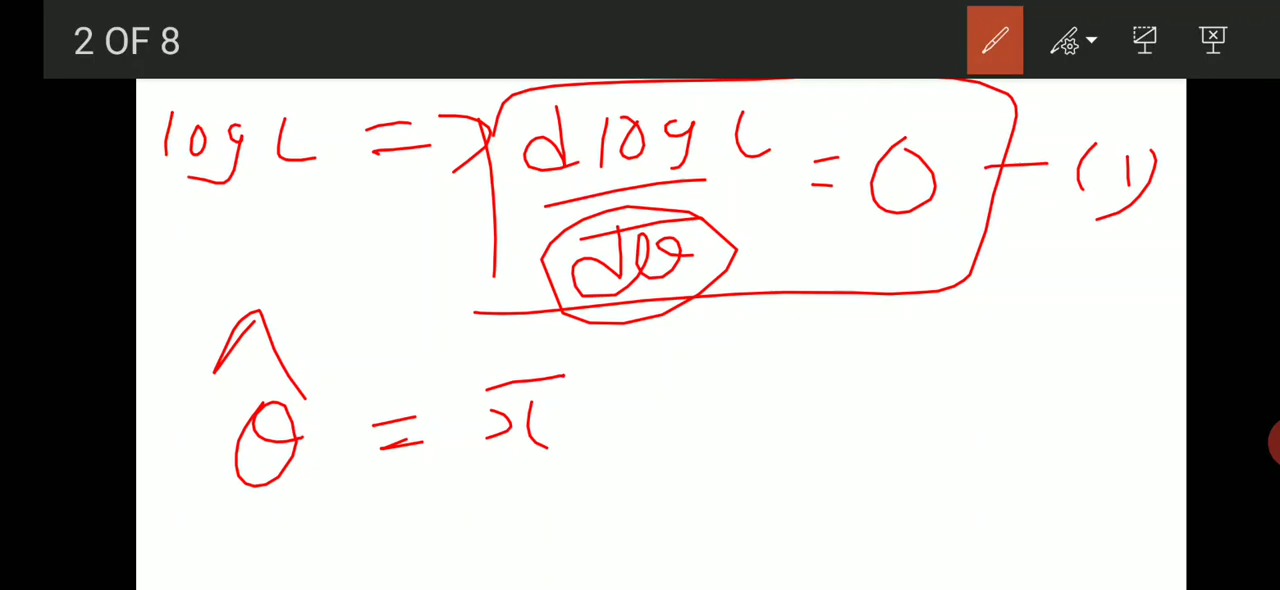 2 OF 8
log L => d log L / dθ = 0 — (1)
θ̂ = x̄